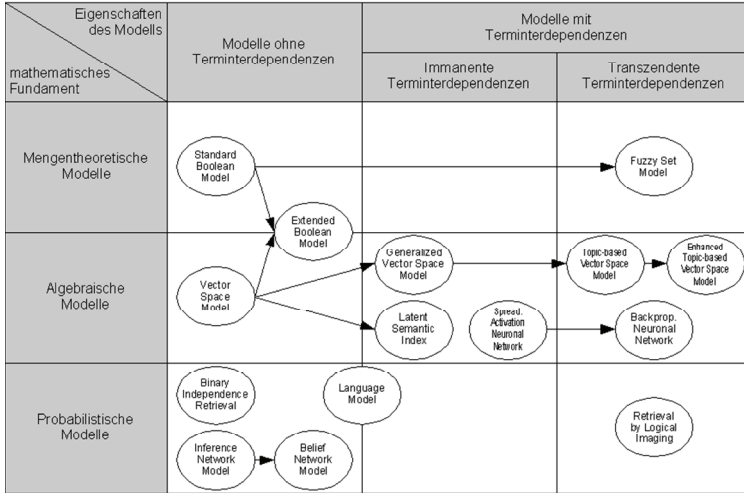 Eigenschaften
des Modells
mathematisches
Fundament
Modelle ohne
Terminterdependenzen
Modelle mit
Terminterdependenzen
Immanente
Terminterdependenzen
Transzendente
Terminterdependenzen
Mengentheoretische
Modelle
Standard
Boolean
Model
Fuzzy Set
Model
Extended
Boolean
Model
Algebraische
Modelle
Vector
Space
Model
Generalized
Vector Space
Model
Topic-based
Vector Space
Model
Enhanced
Topic-based
Vector Space
Model
Latent
Semantic
Index
Spread.
Activation
Neuronal
Network
Backprop.
Neuronal
Network
Probabilistische
Modelle
Binary
Independence
Retrieval
Language
Model
Retrieval
by Logical
Imaging
Inference
Network
Model
Belief
Network
Model